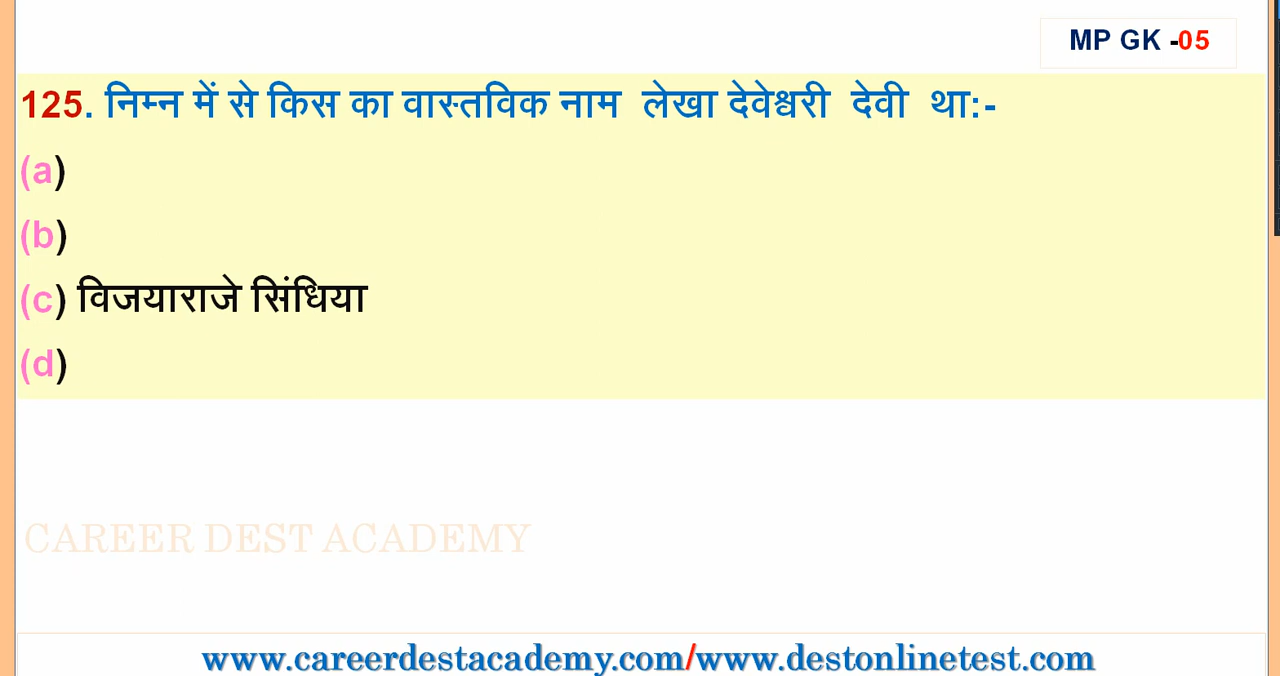 MP GK -05
125. निम्न में से किस का वास्तविक नाम लेखा देवेश्वरी देवी था:-
(a)
(b)
(c) विजयाराजे सिंधिया
(d)
CAREER DEST ACADEMY
www.careerdestacademy.com/www.destonlinetest.com